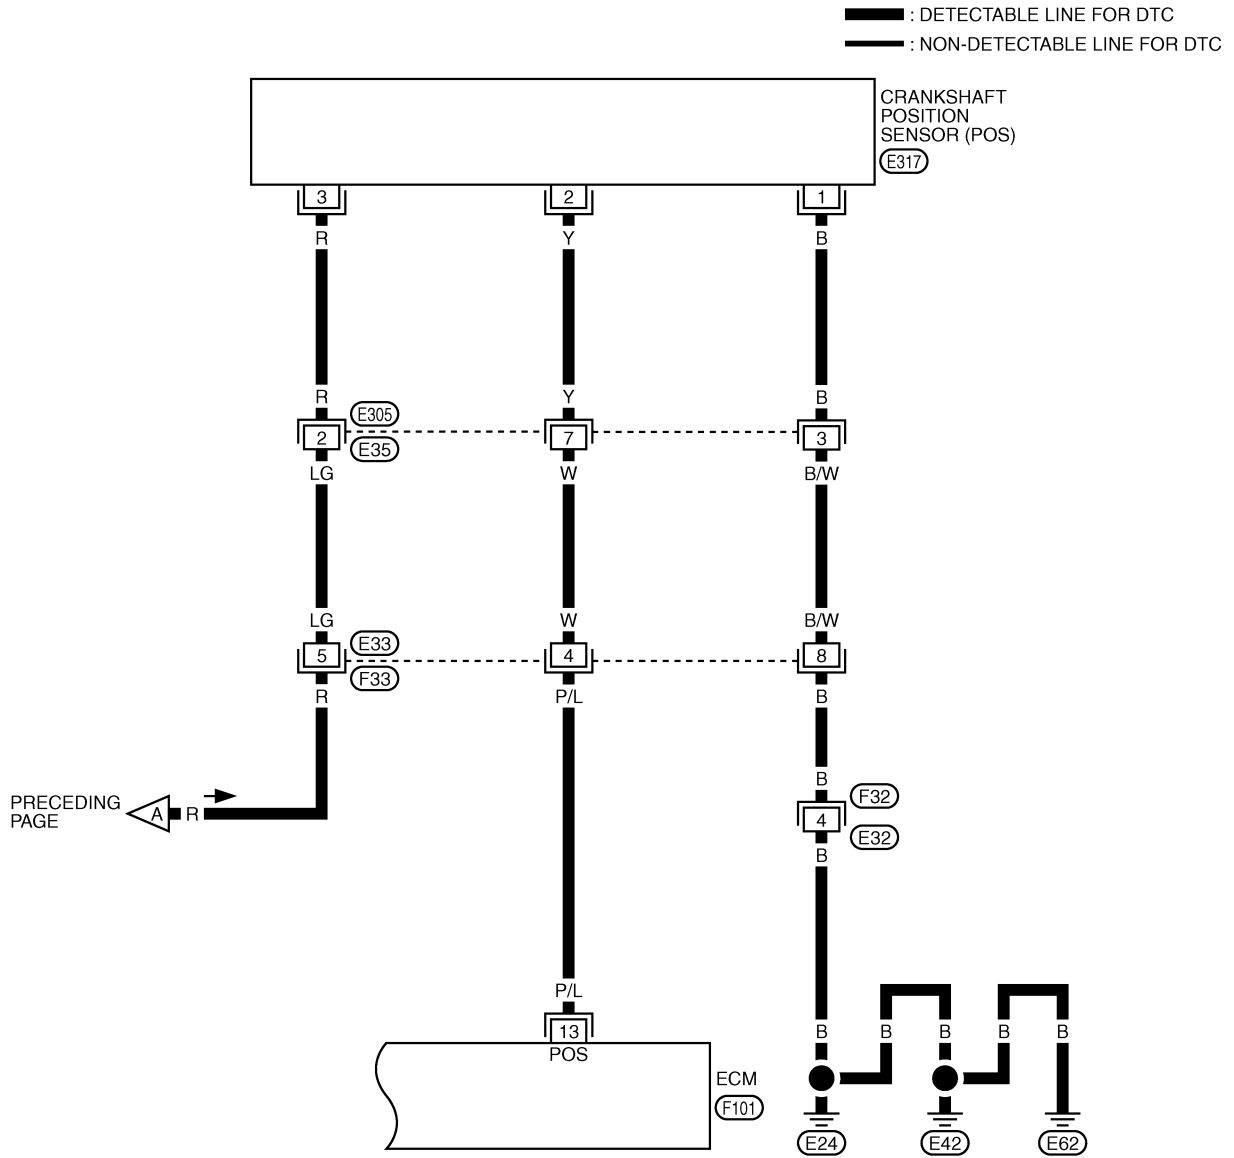 : DETECTABLE LINE FOR DTC
: NON-DETECTABLE LINE FOR DTC
CRANKSHAFT
POSITION
SENSOR (POS)
E317
3 2 1
R Y B
R Y B
E305
2 7 3
E35
LG W B/W
LG W B/W
E33
5 4 8
F33
R P/L B
B
F32
PRECEDING
PAGE
A R
4
E32
B
P/L
13
B B B B B
POS
ECM
F101
E24 E42 E62